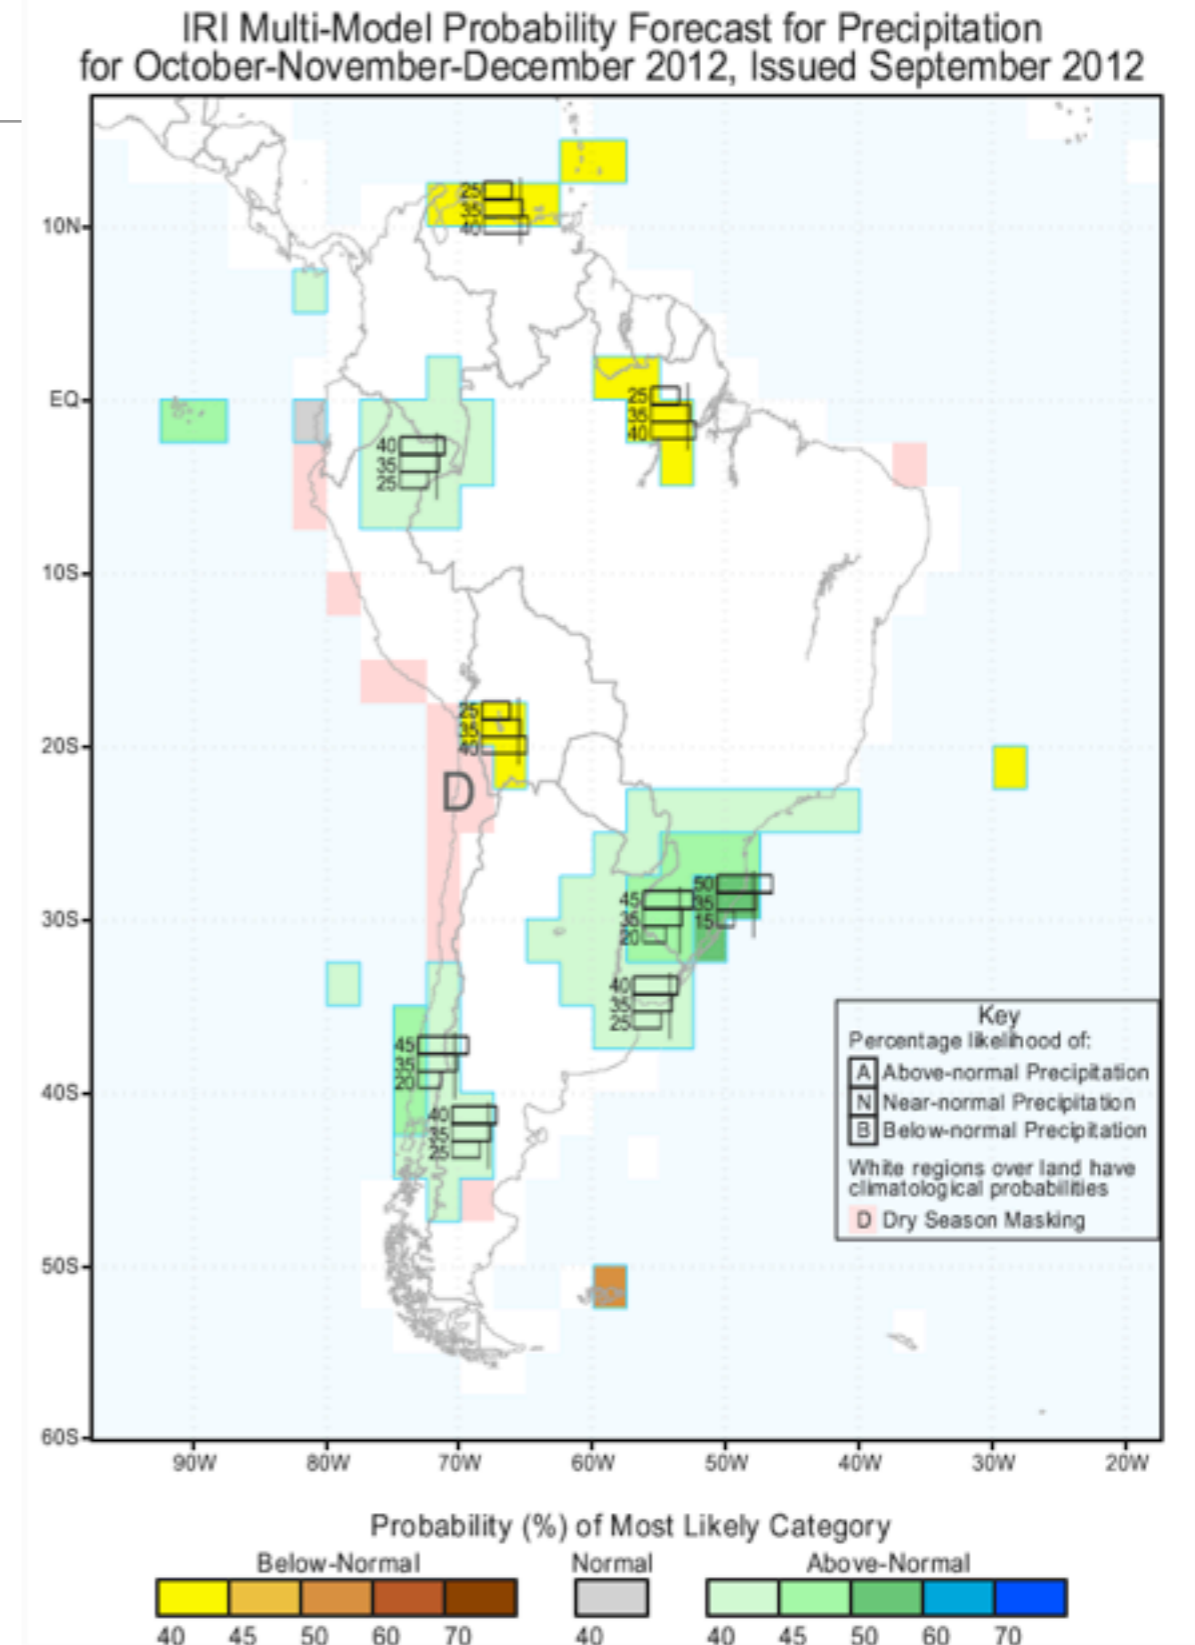 IRI Multi-Model Probability Forecast for Precipitation
for October-November-December 2012, Issued September 2012
25
35
40
10N
EQ
25
35
40
40
35
25
10S
25
35
40
20S
D
50
35
15
45
35
20
30S
40
35
25
45
35
20
40
35
25
40S
Key
Percentage likelihood of:
A Above-normal Precipitation
N Near-normal Precipitation
B Below-normal Precipitation
White regions over land have
climatological probabilities
D Dry Season Masking
50S
60S
90W 80W 70W 60W 50W 40W 30W 20W
Probability (%) of Most Likely Category
Below-Normal Normal Above-Normal
40 45 50 60 70 40 40 45 50 60 70